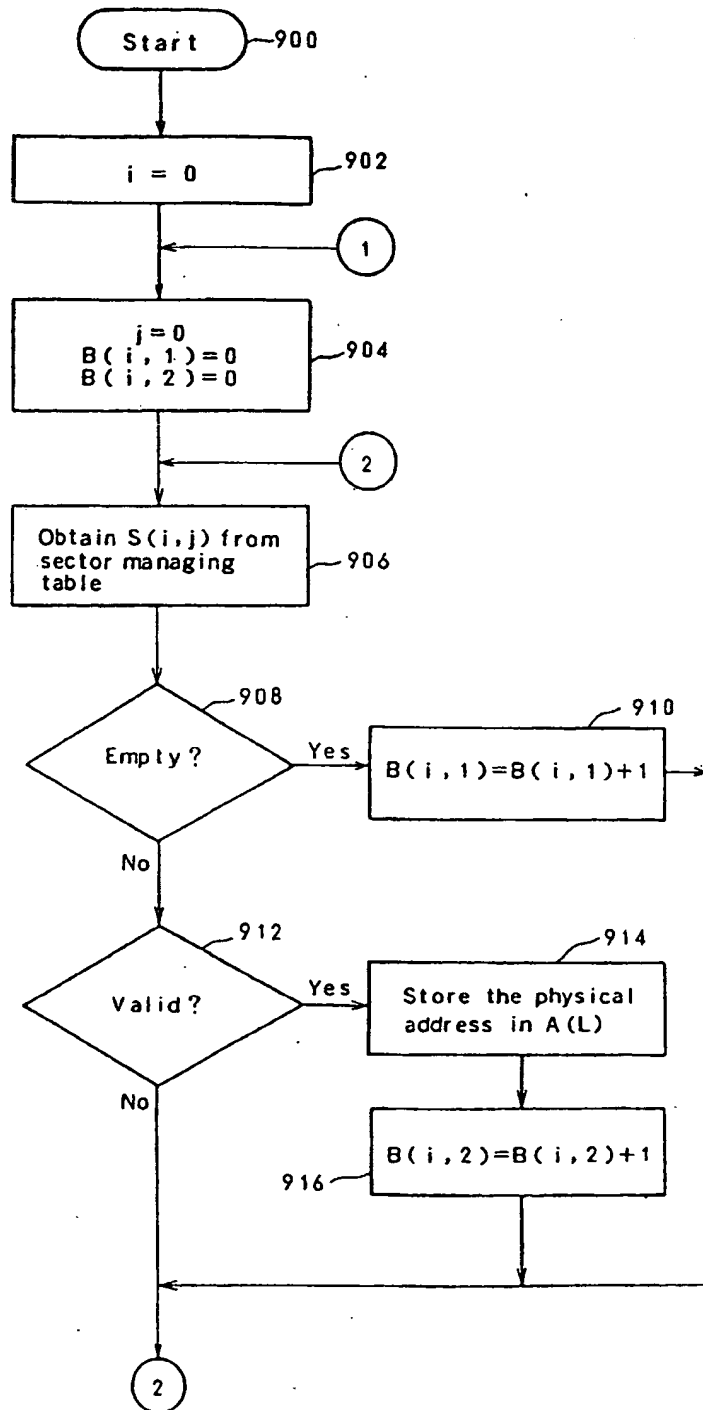 Start
900
i = 0
902
1
j=0
B(i,1)=0
B(i,2)=0
904
2
Obtain S(i,j) from
sector managing
table
906
908
Empty?
Yes
910
B(i,1)=B(i,1)+1
No
912
Valid?
Yes
914
Store the physical
address in A(L)
No
B(i,2)=B(i,2)+1
916
2